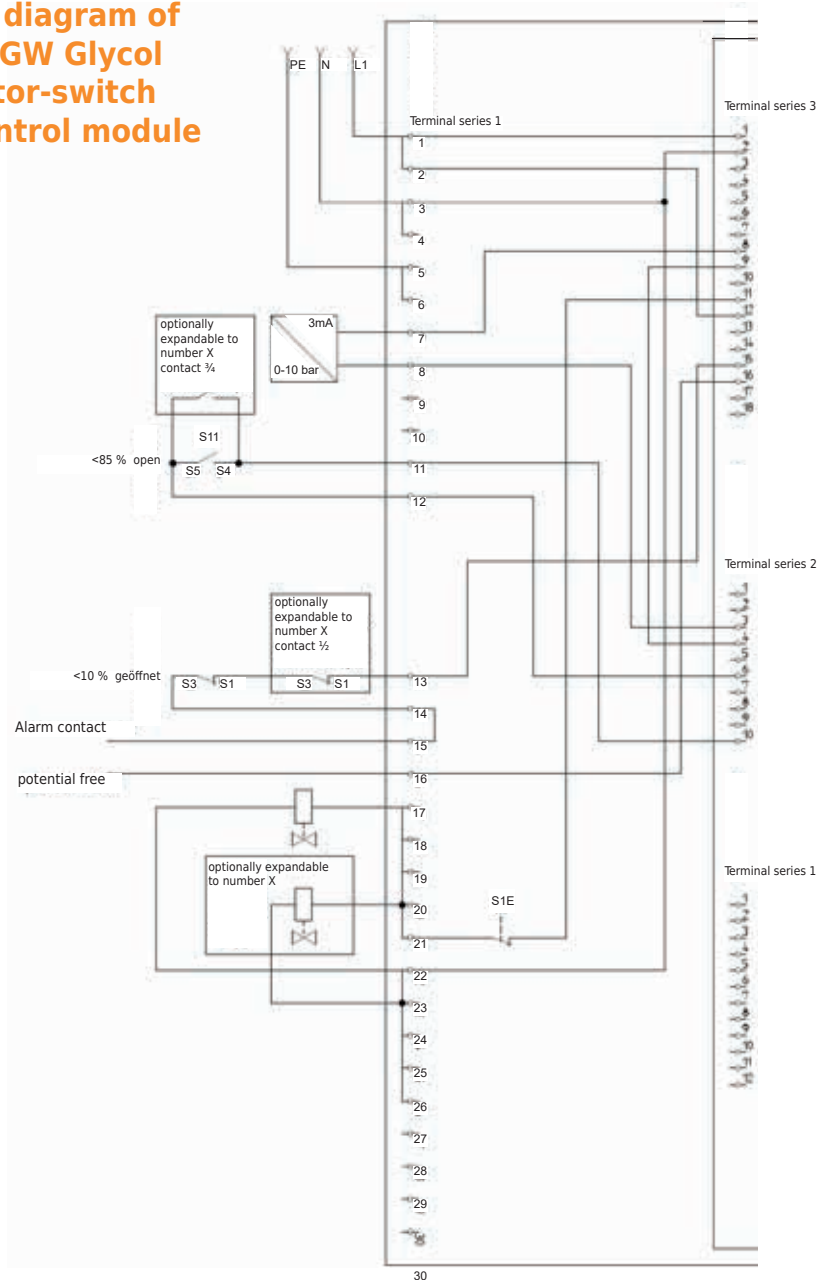 diagram of
GW Glycol
tor-switch
ntrol module
PE N L1
Terminal series 1
Terminal series 3
1
2
3
4
5
6
7
8
9
10
11
12
13
14
15
16
17
18
19
20
21
22
23
24
25
26
27
28
29
30
30
optionally
expandable to
number X
contact ¾
3mA
0-10 bar
S11
<85 % open
S5 S4
Terminal series 2
optionally
expandable to
number X
contact ½
<10 % geöffnet
S3 S1
S3 S1
Alarm contact
potential free
optionally expandable
to number X
S1E
Terminal series 1